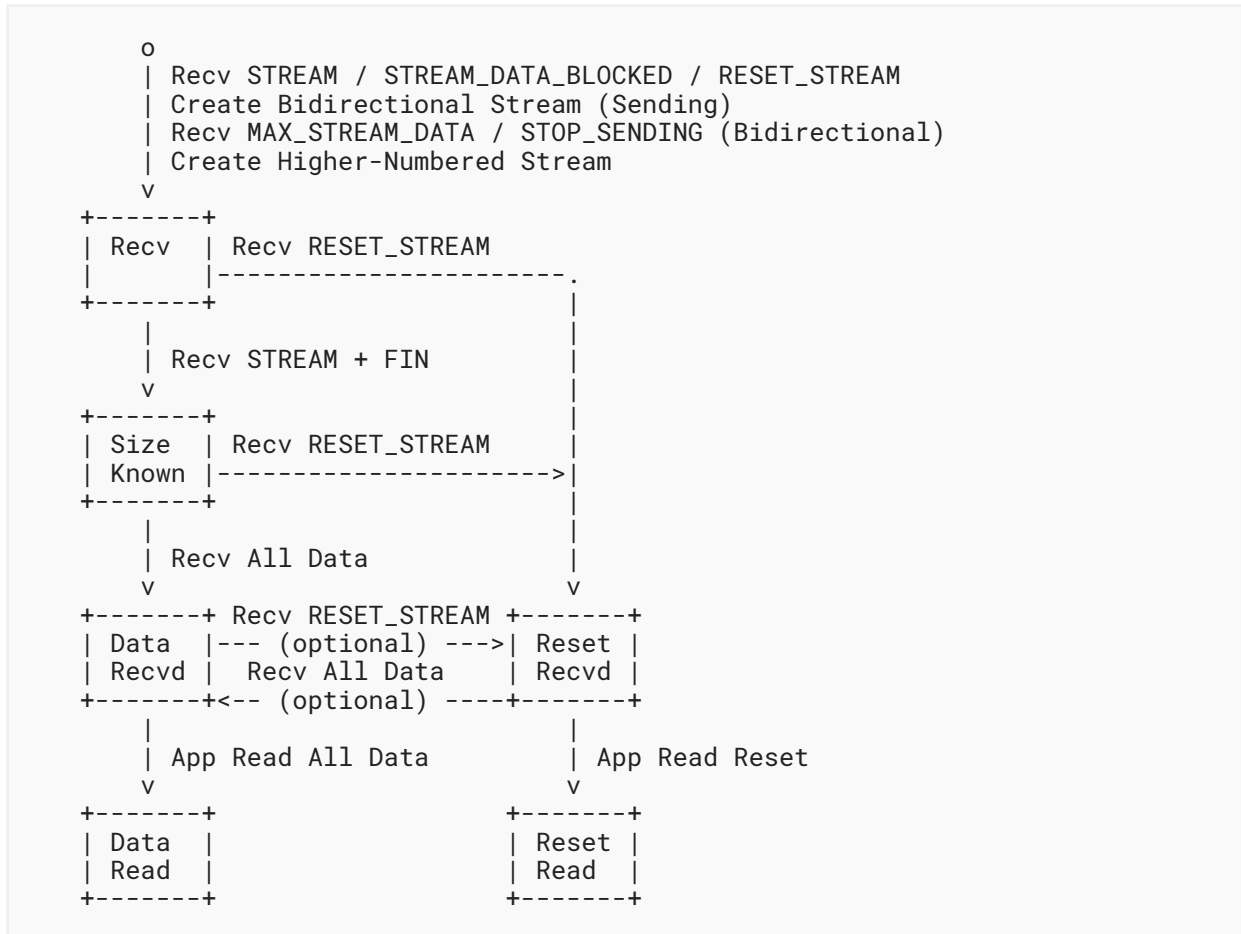 o
| Recv STREAM / STREAM_DATA_BLOCKED / RESET_STREAM
| Create Bidirectional Stream (Sending)
| Recv MAX_STREAM_DATA / STOP_SENDING (Bidirectional)
| Create Higher-Numbered Stream
v
+-------+
| Recv  | Recv RESET_STREAM
|       |-----------------------.
+-------+                       |
|                           |
| Recv STREAM + FIN         |
v                           |
+-------+                       |
| Size  | Recv RESET_STREAM     |
| Known |---------------------->|
+-------+                       |
|                           |
| Recv All Data             |
v                           v
+-------+ Recv RESET_STREAM +-------+
| Data  |--- (optional) --->| Reset |
| Recvd |  Recv All Data    | Recvd |
+-------+<-- (optional) ----+-------+
|                           |
| App Read All Data         | App Read Reset
v                           v
+-------+                   +-------+
| Data  |                   | Reset |
| Read  |                   | Read  |
+-------+                   +-------+